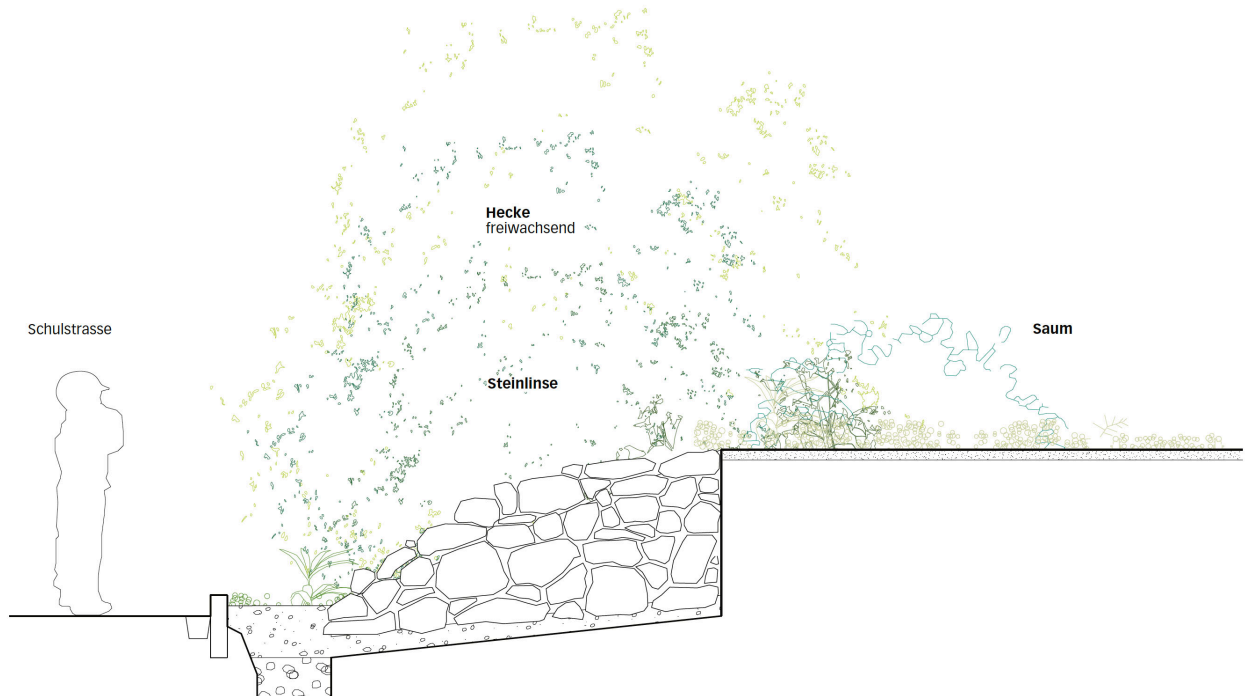 Hecke
freiwachsend
Schulstrasse
Saum
Steinlinse